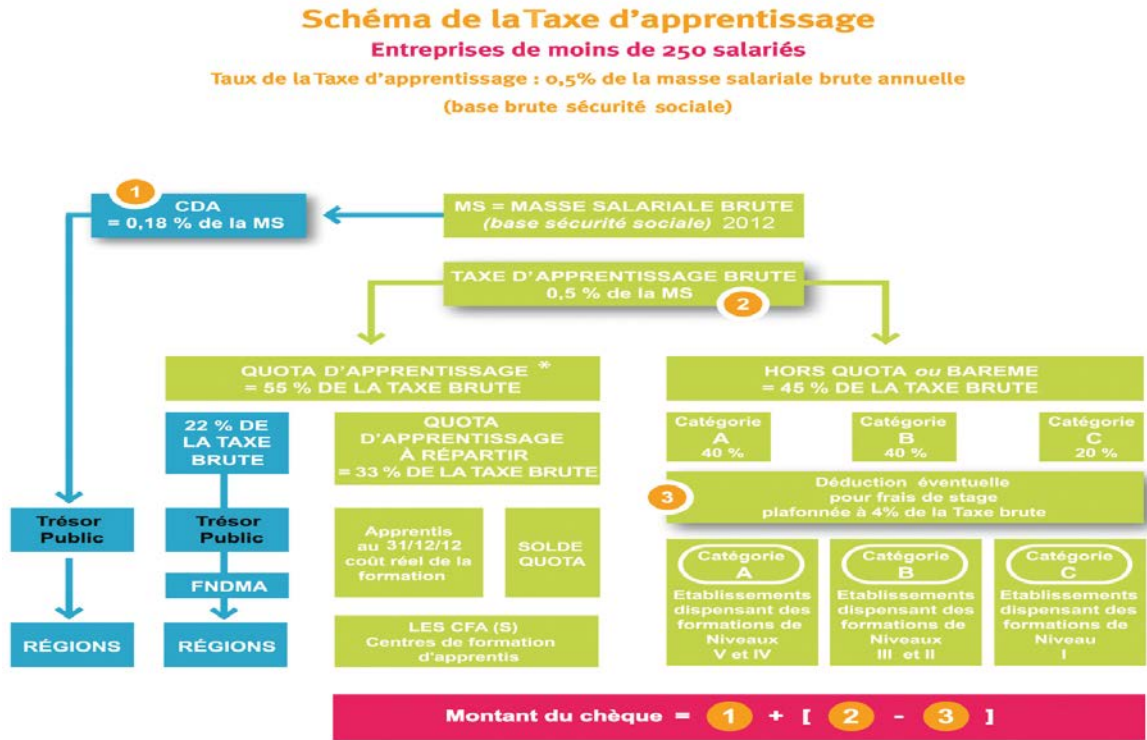 Schéma de la Taxe d'apprentissage
Entreprises de moins de 250 salariés
Taux de la Taxe d'apprentissage : 0,5% de la masse salariale brute annuelle
(base brute sécurité sociale)
1
CDA
= 0,18 % de la MS
MS = MASSE SALARIALE BRUTE
(base sécurité sociale) 2012
TAXE D'APPRENTISSAGE BRUTE
0,5 % de la MS
2
QUOTA D'APPRENTISSAGE *
= 55 % DE LA TAXE BRUTE
HORS QUOTA ou BAREME
= 45 % DE LA TAXE BRUTE
22 % DE
LA TAXE
BRUTE
QUOTA
D'APPRENTISSAGE
À RÉPARTIR
= 33 % DE LA TAXE BRUTE
Catégorie
A
40 %
Catégorie
B
40 %
Catégorie
C
20 %
3
Déduction éventuelle
pour frais de stage
plafonnée à 4% de la Taxe brute
Trésor
Public
Trésor
Public
Apprentis
au 31/12/12
coût réel de la
formation
SOLDE
QUOTA
Catégorie
A
Etablissements
dispensant des
formations de
Niveaux
V et IV
Catégorie
B
Etablissements
dispensant des
formations de
Niveaux
III et II
Catégorie
C
Etablissements
dispensant des
formations de
Niveau
I
FNDMA
RÉGIONS
RÉGIONS
LES CFA (S)
Centres de formation
d'apprentis
Montant du chèque = 1 + [ 2 - 3 ]